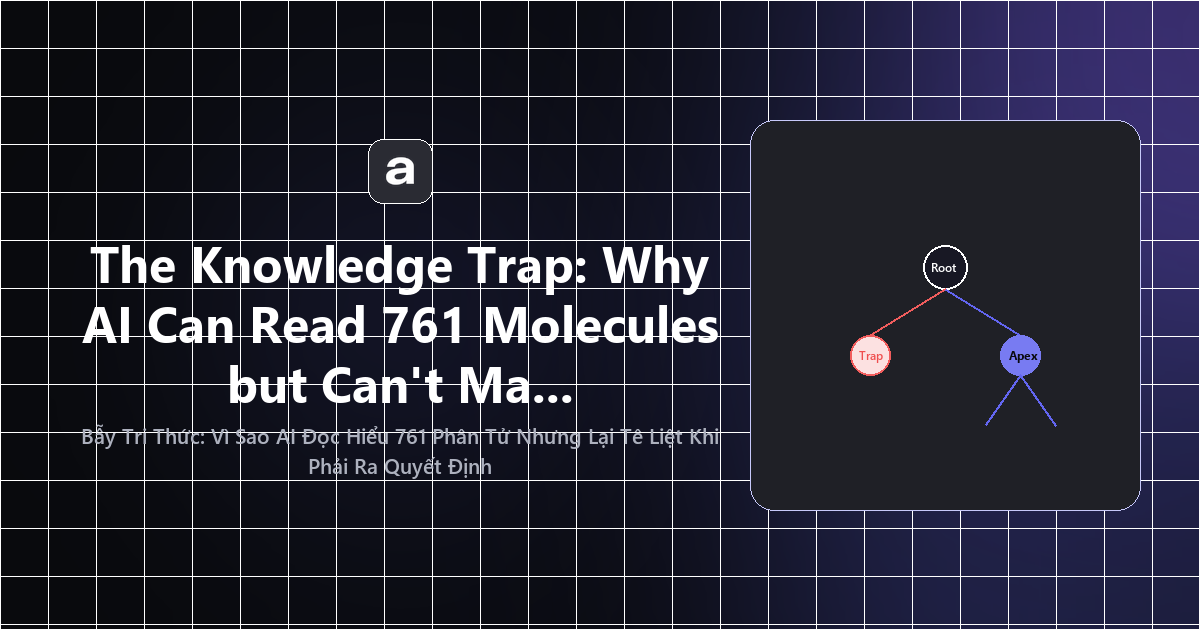 a
The Knowledge Trap: Why
AI Can Read 761 Molecules
but Can't Ma...
Bẫy Tri Thức: Vì Sao AI Đọc Hiểu 761 Phân Tử Nhưng Lại Tê Liệt Khi
Phải Ra Quyết Định
Root
Trap
Apex